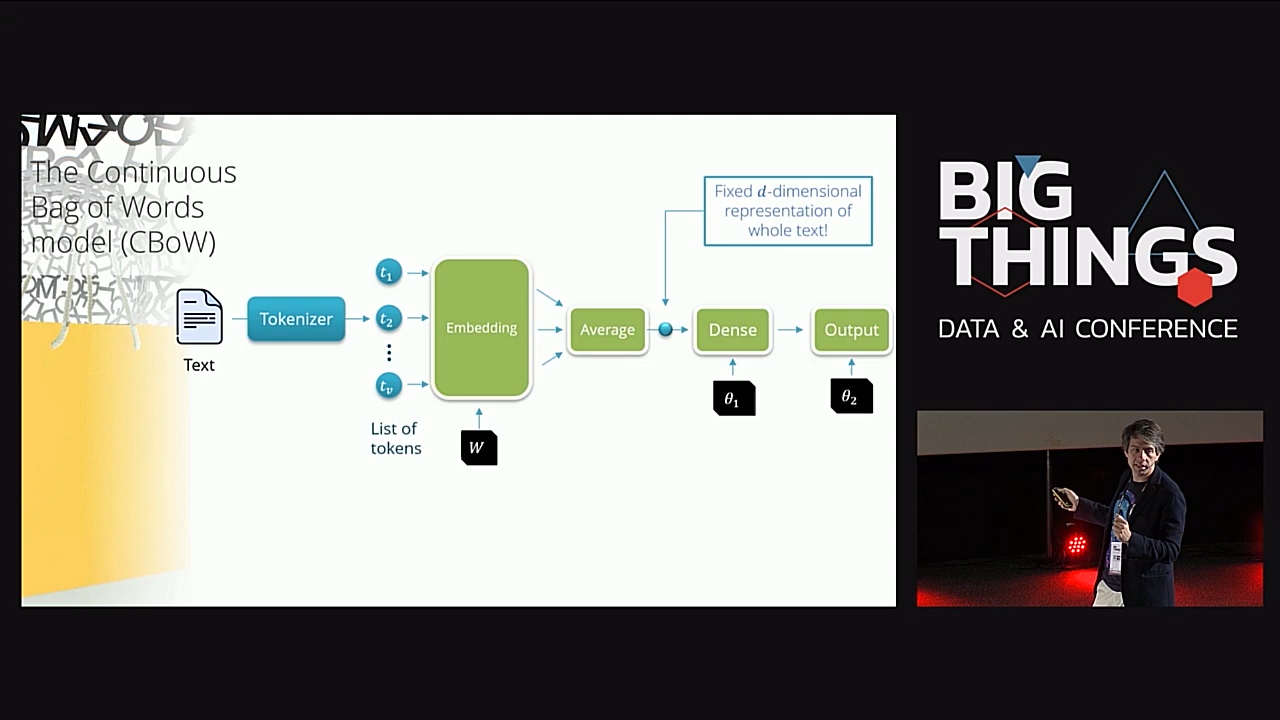 The Continuous
Bag of Words
model (CBoW)
Fixed d-dimensional
representation of
whole text!
Text
Tokenizer
t₁
t₂
tᵥ
List of
tokens
Embedding
W
Average
Dense
θ₁
Output
θ₂
BIG
THINGS
DATA & AI CONFERENCE